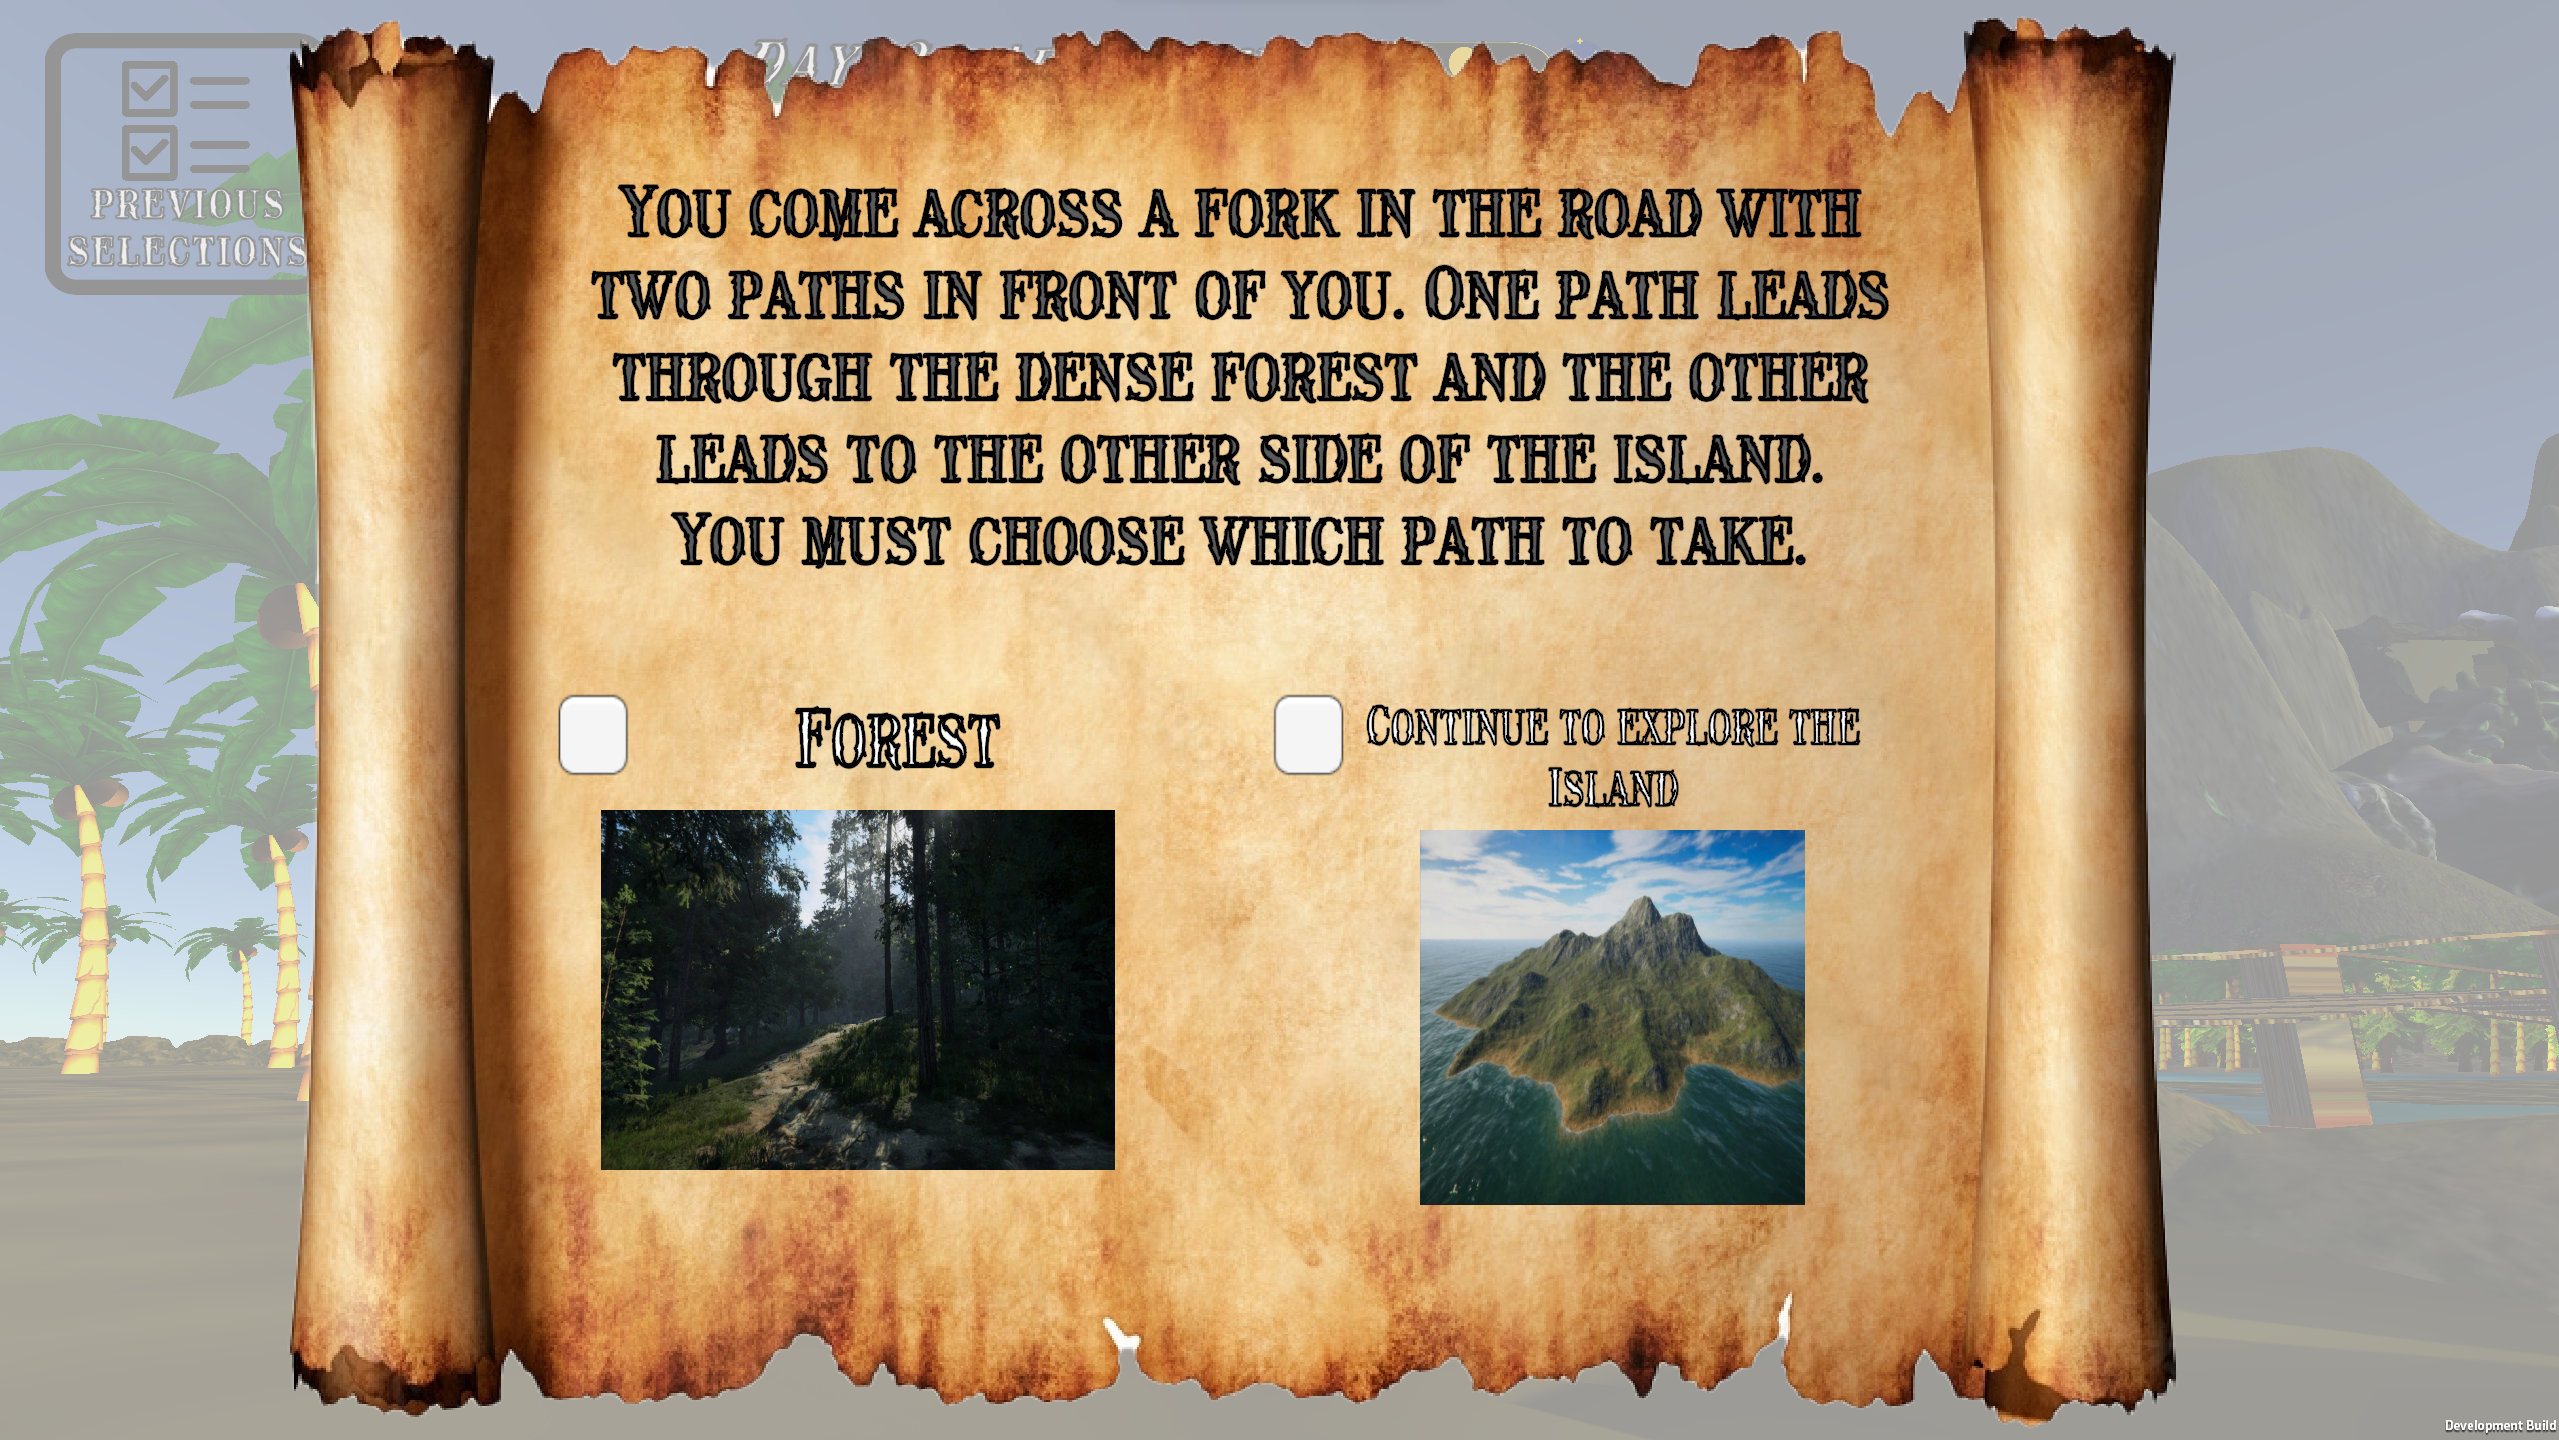 Day
PREVIOUS
SELECTIONS
You come across a fork in the road with
two paths in front of you. One path leads
through the dense forest and the other
leads to the other side of the island.
You must choose which path to take.
Forest
Continue to explore the
Island
Development Build